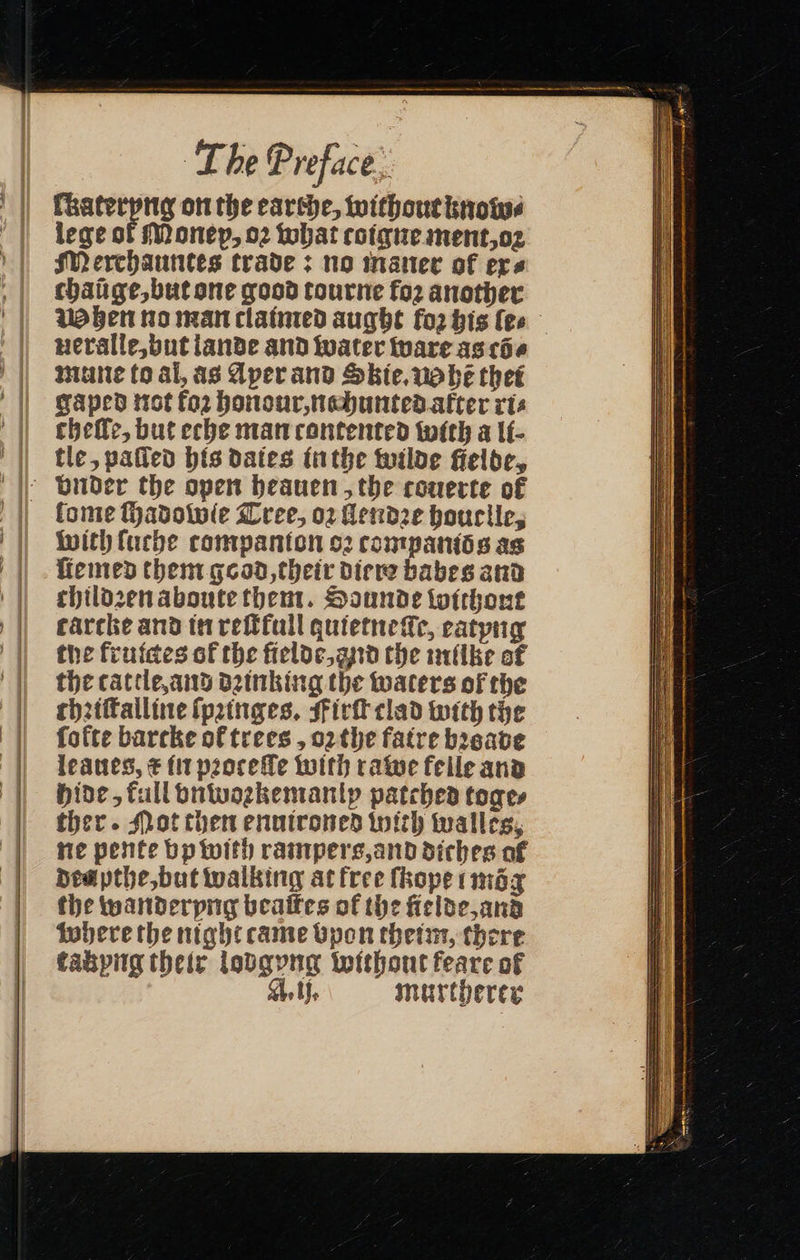 The Preface.
skateryng on the earthe, without know-
lege of Money, or what coigne ment, or
Merchauntes trade: no maner of ex-
chaūge, but one good tourne for another
When no man claimed aught for his se-
ueralle, but lande and water ware as cō-
mune to al, as Ayer and Skie. Whē thei
gaped not for honour, ne hunted after ri-
chesse, but eche man contented with a li-
tle, passed his daies in the wilde fielde,
vnder the open heauen, the couerte of
some shadowie Tree, or slendre houelle,
with suche companion or companiōs as
siemed them good, their diere babes and
children aboute them. Sounde without
carcke and in restfull quietnesse, eatyng
the fruictes of the fielde, and the milke of
the cattle, and drinking the waters of the
christalline springes. First clad with the
softe barcke of trees, or the faire broade
leaues, & in processe with rawe felle and
hide, full vnworkemanly patched toge-
ther. Not then enuironed with walles,
ne pente vp with rampers, and diches of
deapthe, but walking at free skope emōg
the wanderyng beastes of the fielde, and
where the night came vpon theim, there
takyng their lodgyng without feare of
A.ij. murtherer